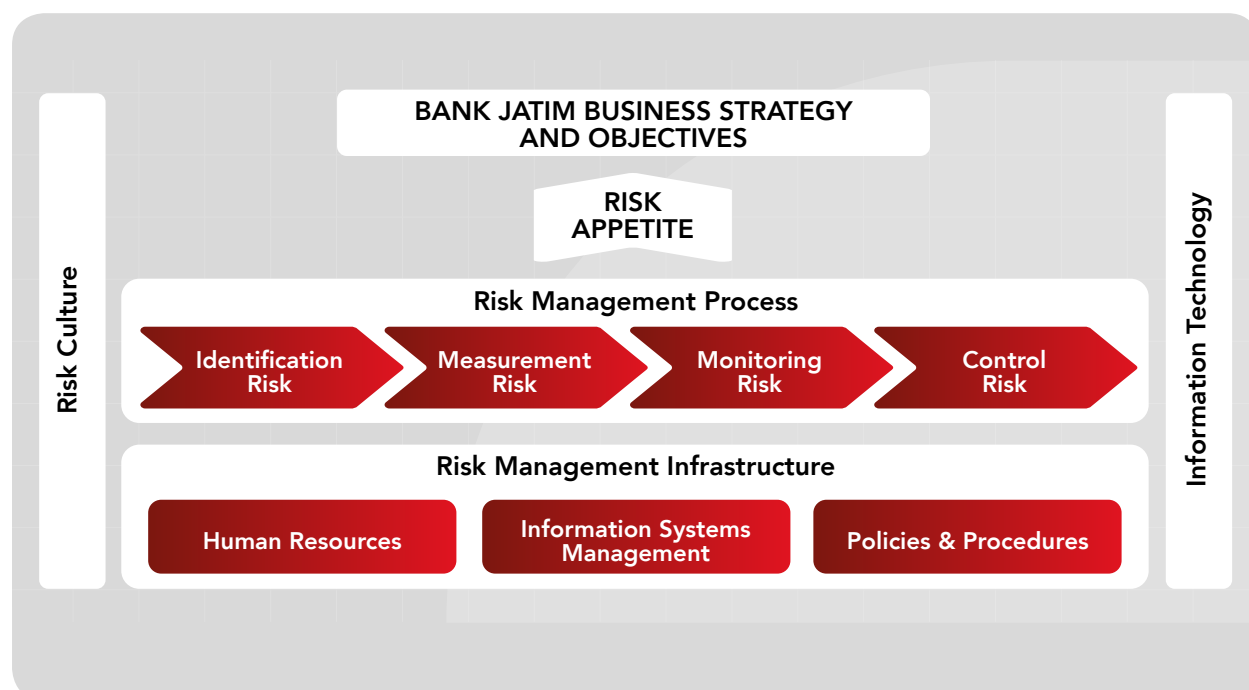 BANK JATIM BUSINESS STRATEGY
AND OBJECTIVES
RISK
APPETITE
Risk Culture
Information Technology
Risk Management Process
Identification
Risk
Measurement
Risk
Monitoring
Risk
Control
Risk
Risk Management Infrastructure
Human Resources
Information Systems
Management
Policies & Procedures